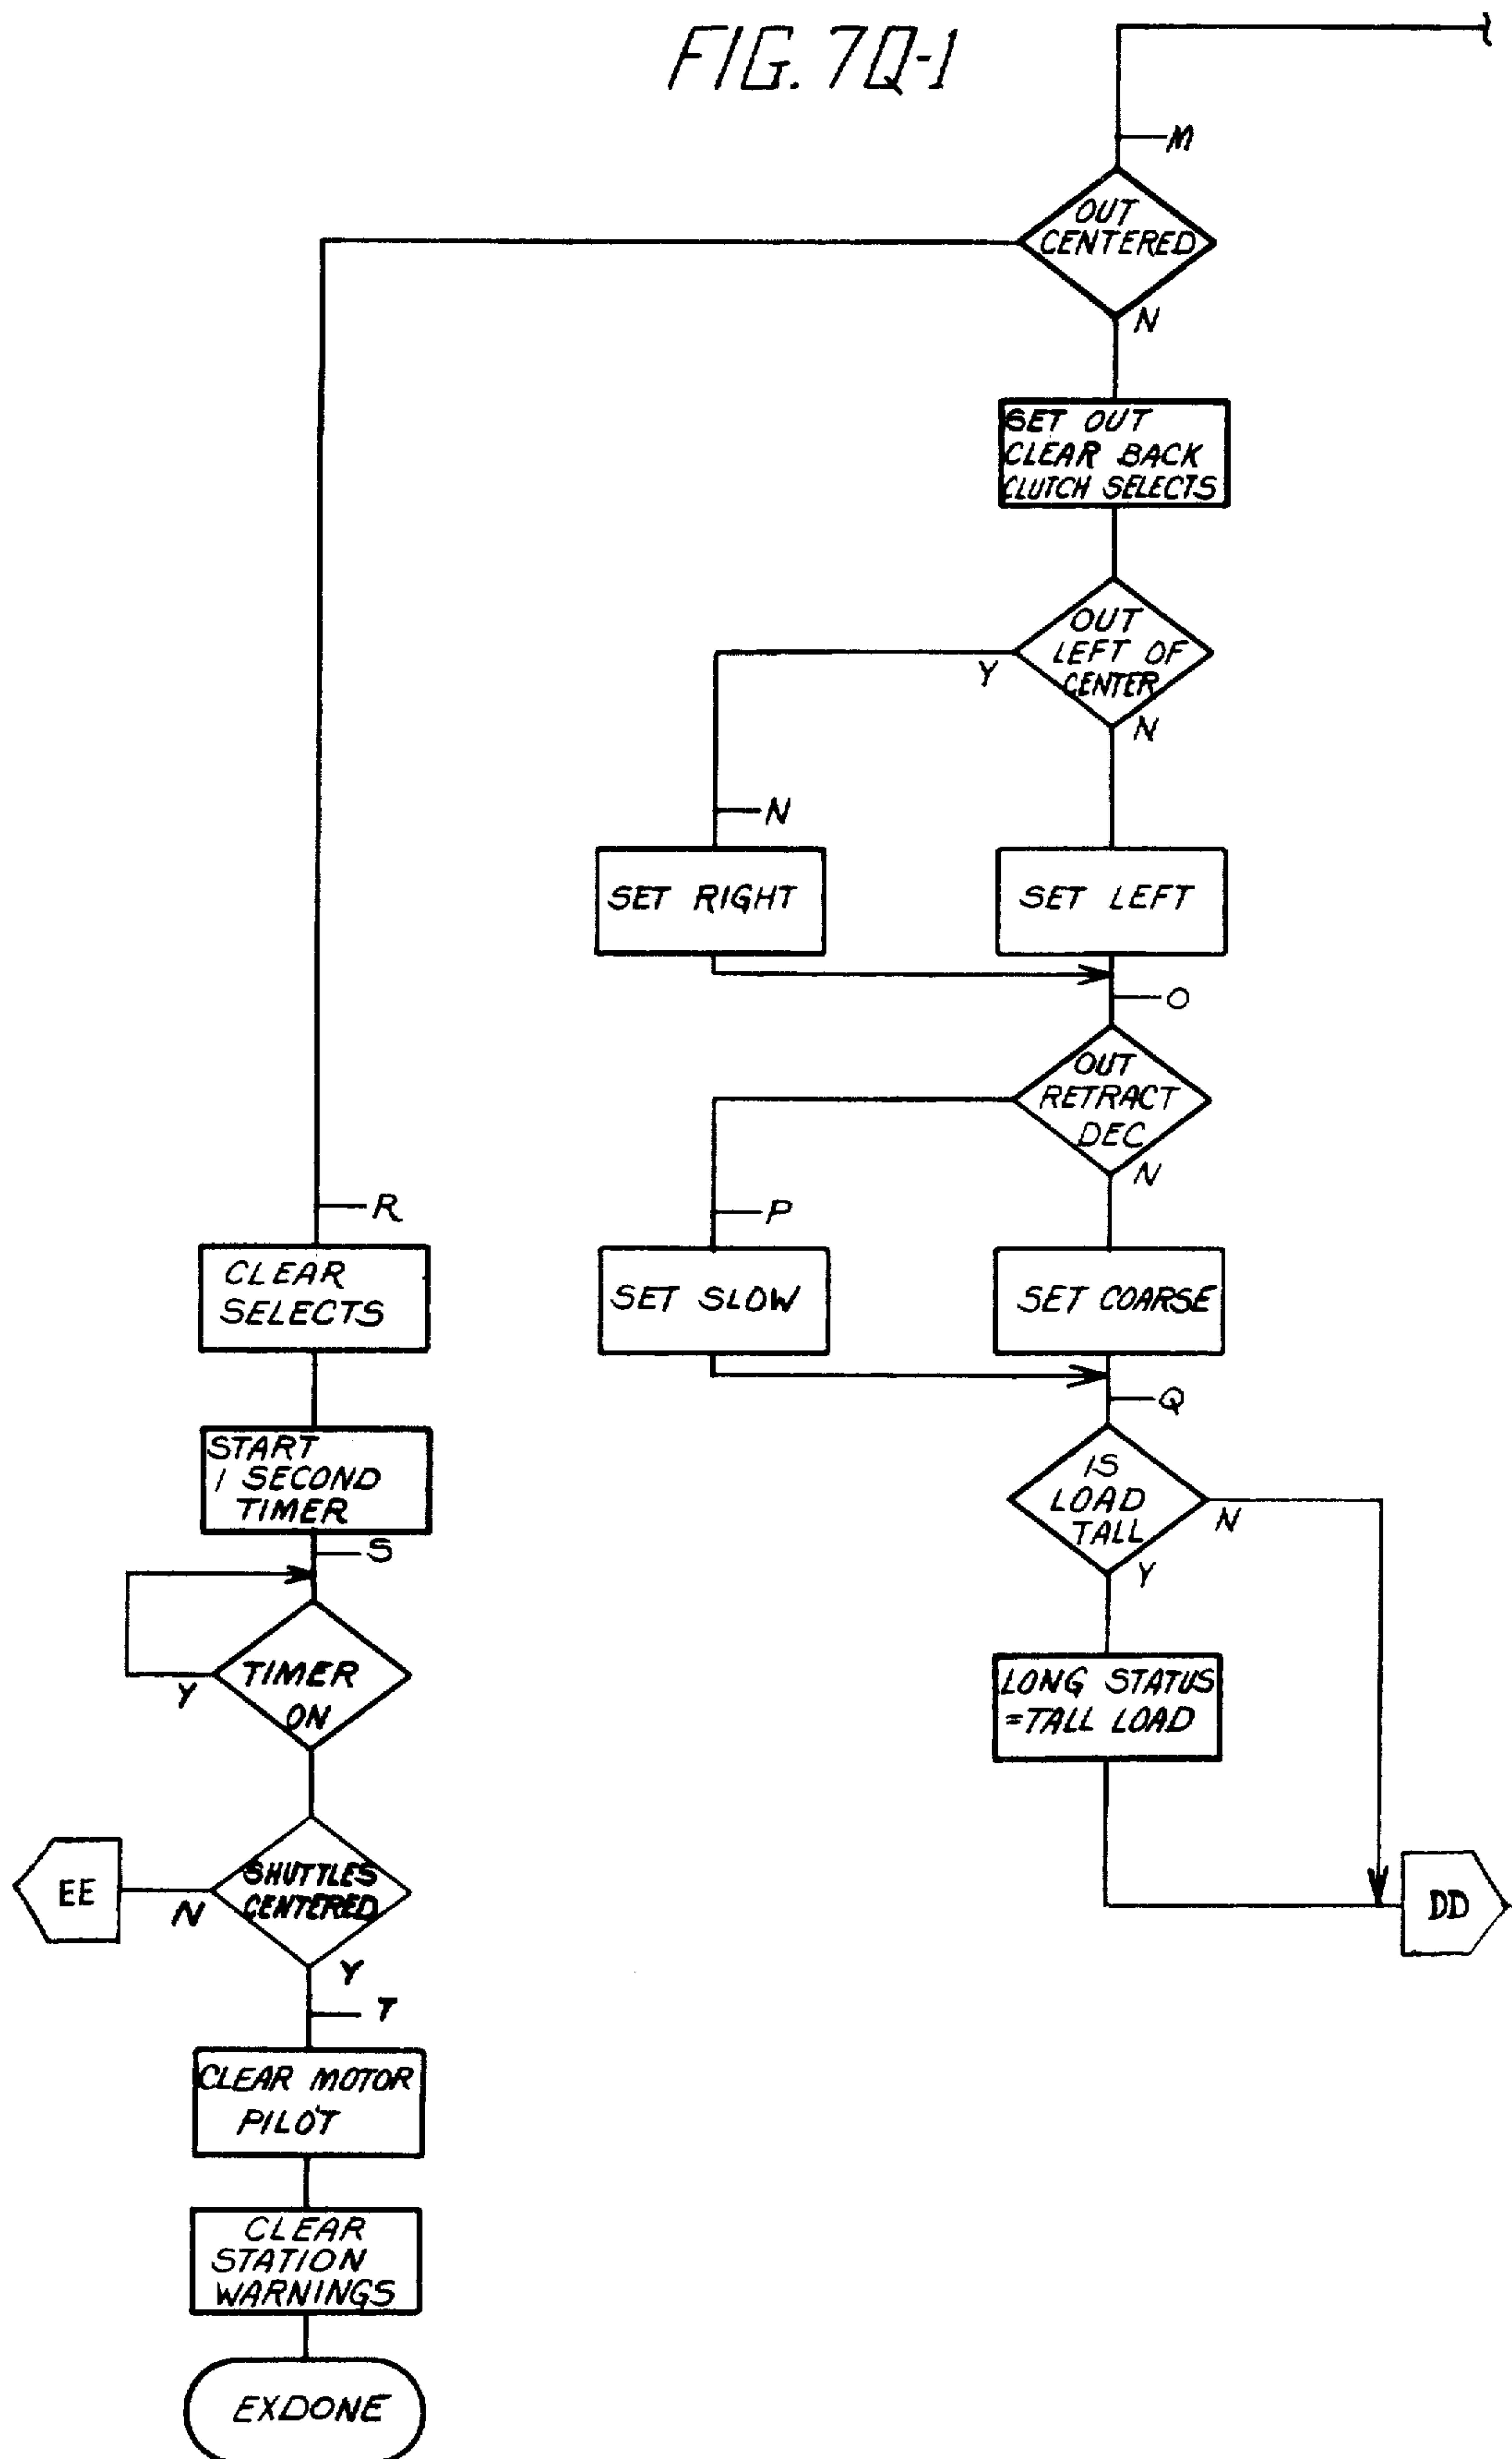 FIG. 7Q-1
M
OUT
CENTERED
N
SET OUT
CLEAR BACK
CLUTCH SELECTS
OUT
LEFT OF
CENTER
Y
N
N
SET RIGHT
SET LEFT
O
OUT
RETRACT
DEC
N
P
SET SLOW
SET COARSE
Q
IS
LOAD
TALL
N
Y
LONG STATUS
=TALL LOAD
DD
R
CLEAR
SELECTS
START
1 SECOND
TIMER
S
TIMER
ON
Y
SHUTTLES
CENTERED
EE
N
Y
T
CLEAR MOTOR
PILOT
CLEAR
STATION
WARNINGS
EXDONE